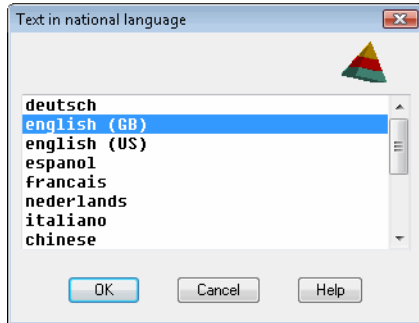 Text in national language
deutsch
english (GB)
english (US)
espanol
francais
nederlands
italiano
chinese
OK
Cancel
Help